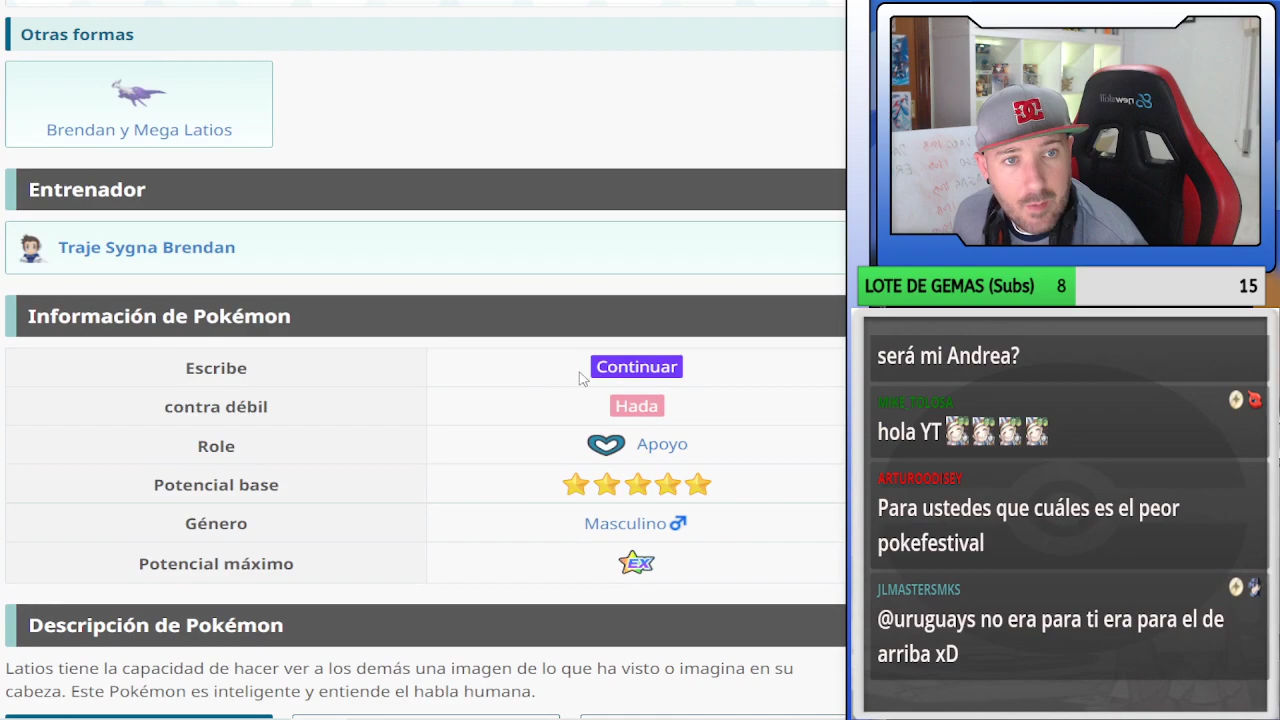 Otras formas
Brendan y Mega Latios
Entrenador
Traje Sygna Brendan
Información de Pokémon
Escribe Continuar
contra débil Hada
Role Apoyo
Potencial base
Género Masculino
Potencial máximo EX
Descripción de Pokémon
Latios tiene la capacidad de hacer ver a los demás una imagen de lo que ha visto o imagina en su
cabeza. Este Pokémon es inteligente y entiende el habla humana.
DC
newskill
LOTE DE GEMAS (Subs) 8 15
será mi Andrea?
MIKE_TOLOSA
hola YT
ARTUROODISEY
Para ustedes que cuáles es el peor
pokefestival
JLMASTERSMKS
@uruguays no era para ti era para el de
arriba xD